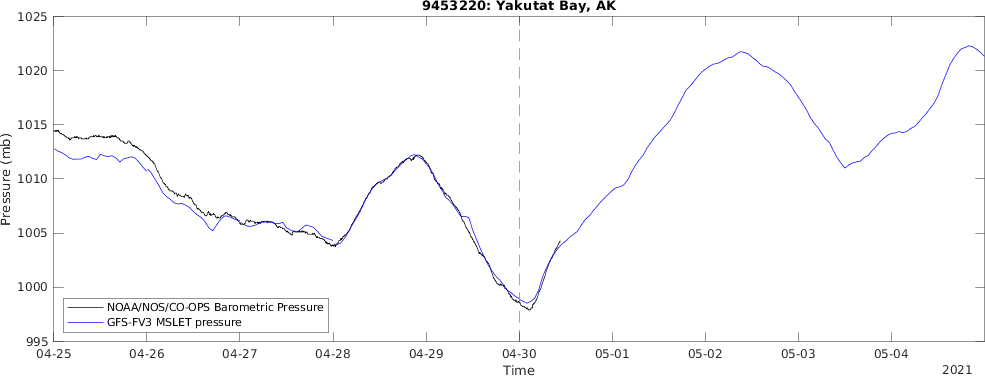 9453220: Yakutat Bay, AK
Pressure (mb)
1025
1020
1015
1010
1005
1000
995
NOAA/NOS/CO-OPS Barometric Pressure
GFS-FV3 MSLET pressure
04-25 04-26 04-27 04-28 04-29 04-30 05-01 05-02 05-03 05-04
Time
2021